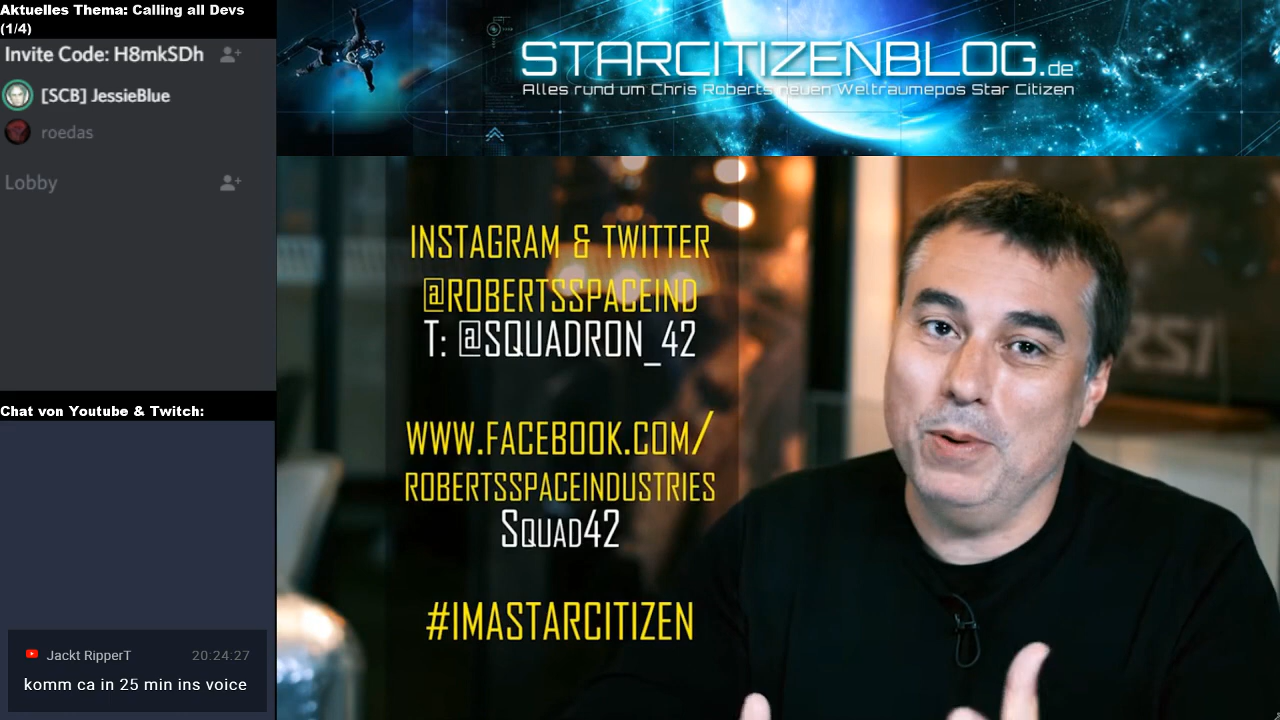 Aktuelles Thema: Calling all Devs
(1/4)
Invite Code: H8mkSDh
[SCB] JessieBlue
roedas
Lobby
Chat von Youtube & Twitch:
Jackt RipperT 20:24:27
komm ca in 25 min ins voice
STARCITIZENBLOG.de
Alles rund um Chris Roberts neuen Weltraumepos Star Citizen
INSTAGRAM & TWITTER
@ROBERTSSPACEIND
T: @SQUADRON_42
WWW.FACEBOOK.COM/
ROBERTSSPACEINDUSTRIES
SQUAD42
#IMASTARCITIZEN
RSI